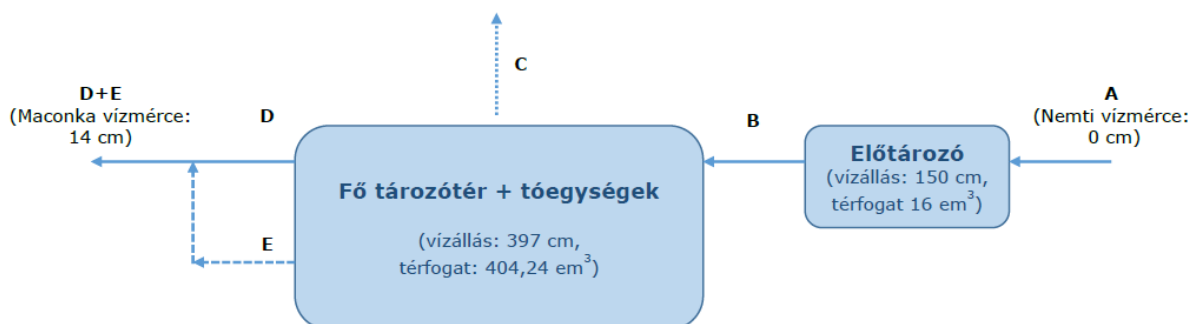 C
D+E
(Maconka vízmérce:
14 cm)
D
B
A
(Nemti vízmérce:
0 cm)
Előtározó
(vízállás: 150 cm,
térfogat 16 em³)
Fő tározótér + tóegységek
(vízállás: 397 cm,
térfogat: 404,24 em³)
E